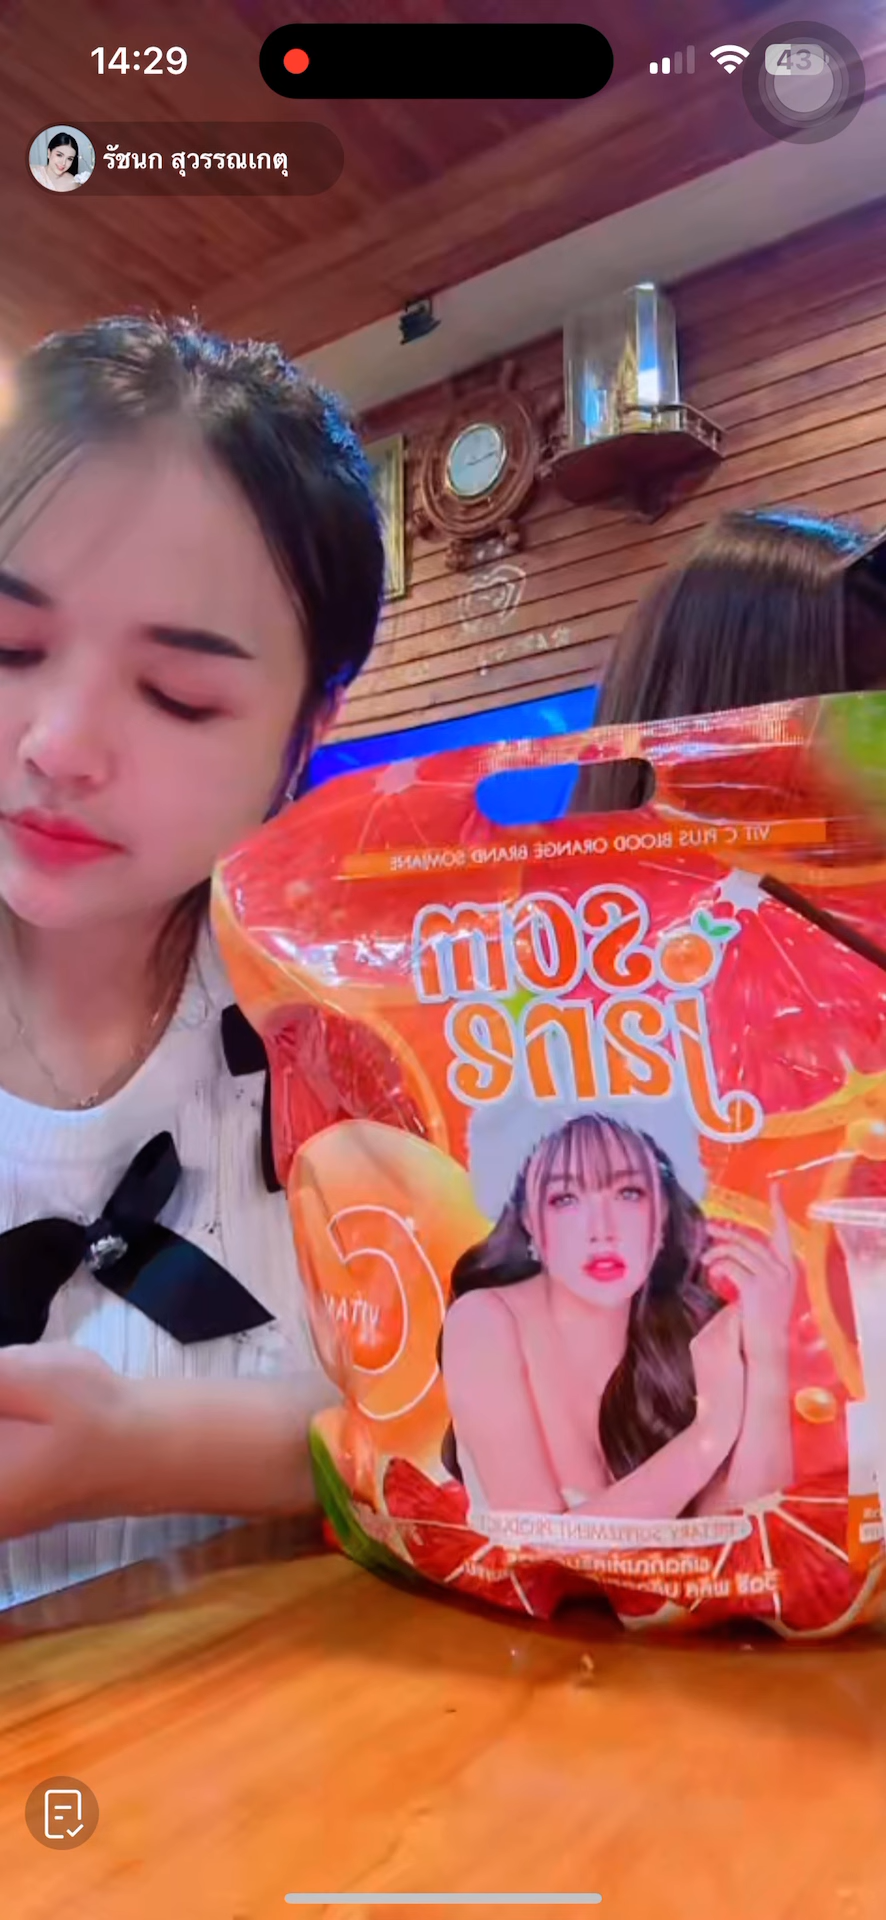 14:29
43
รัชนก สุวรรณเกตุ
VIT C PLUS BLOOD ORANGE BRAND SOMJANE
som
jane
C
VITAM
DIETARY SUPPLEMENT PRODUCT